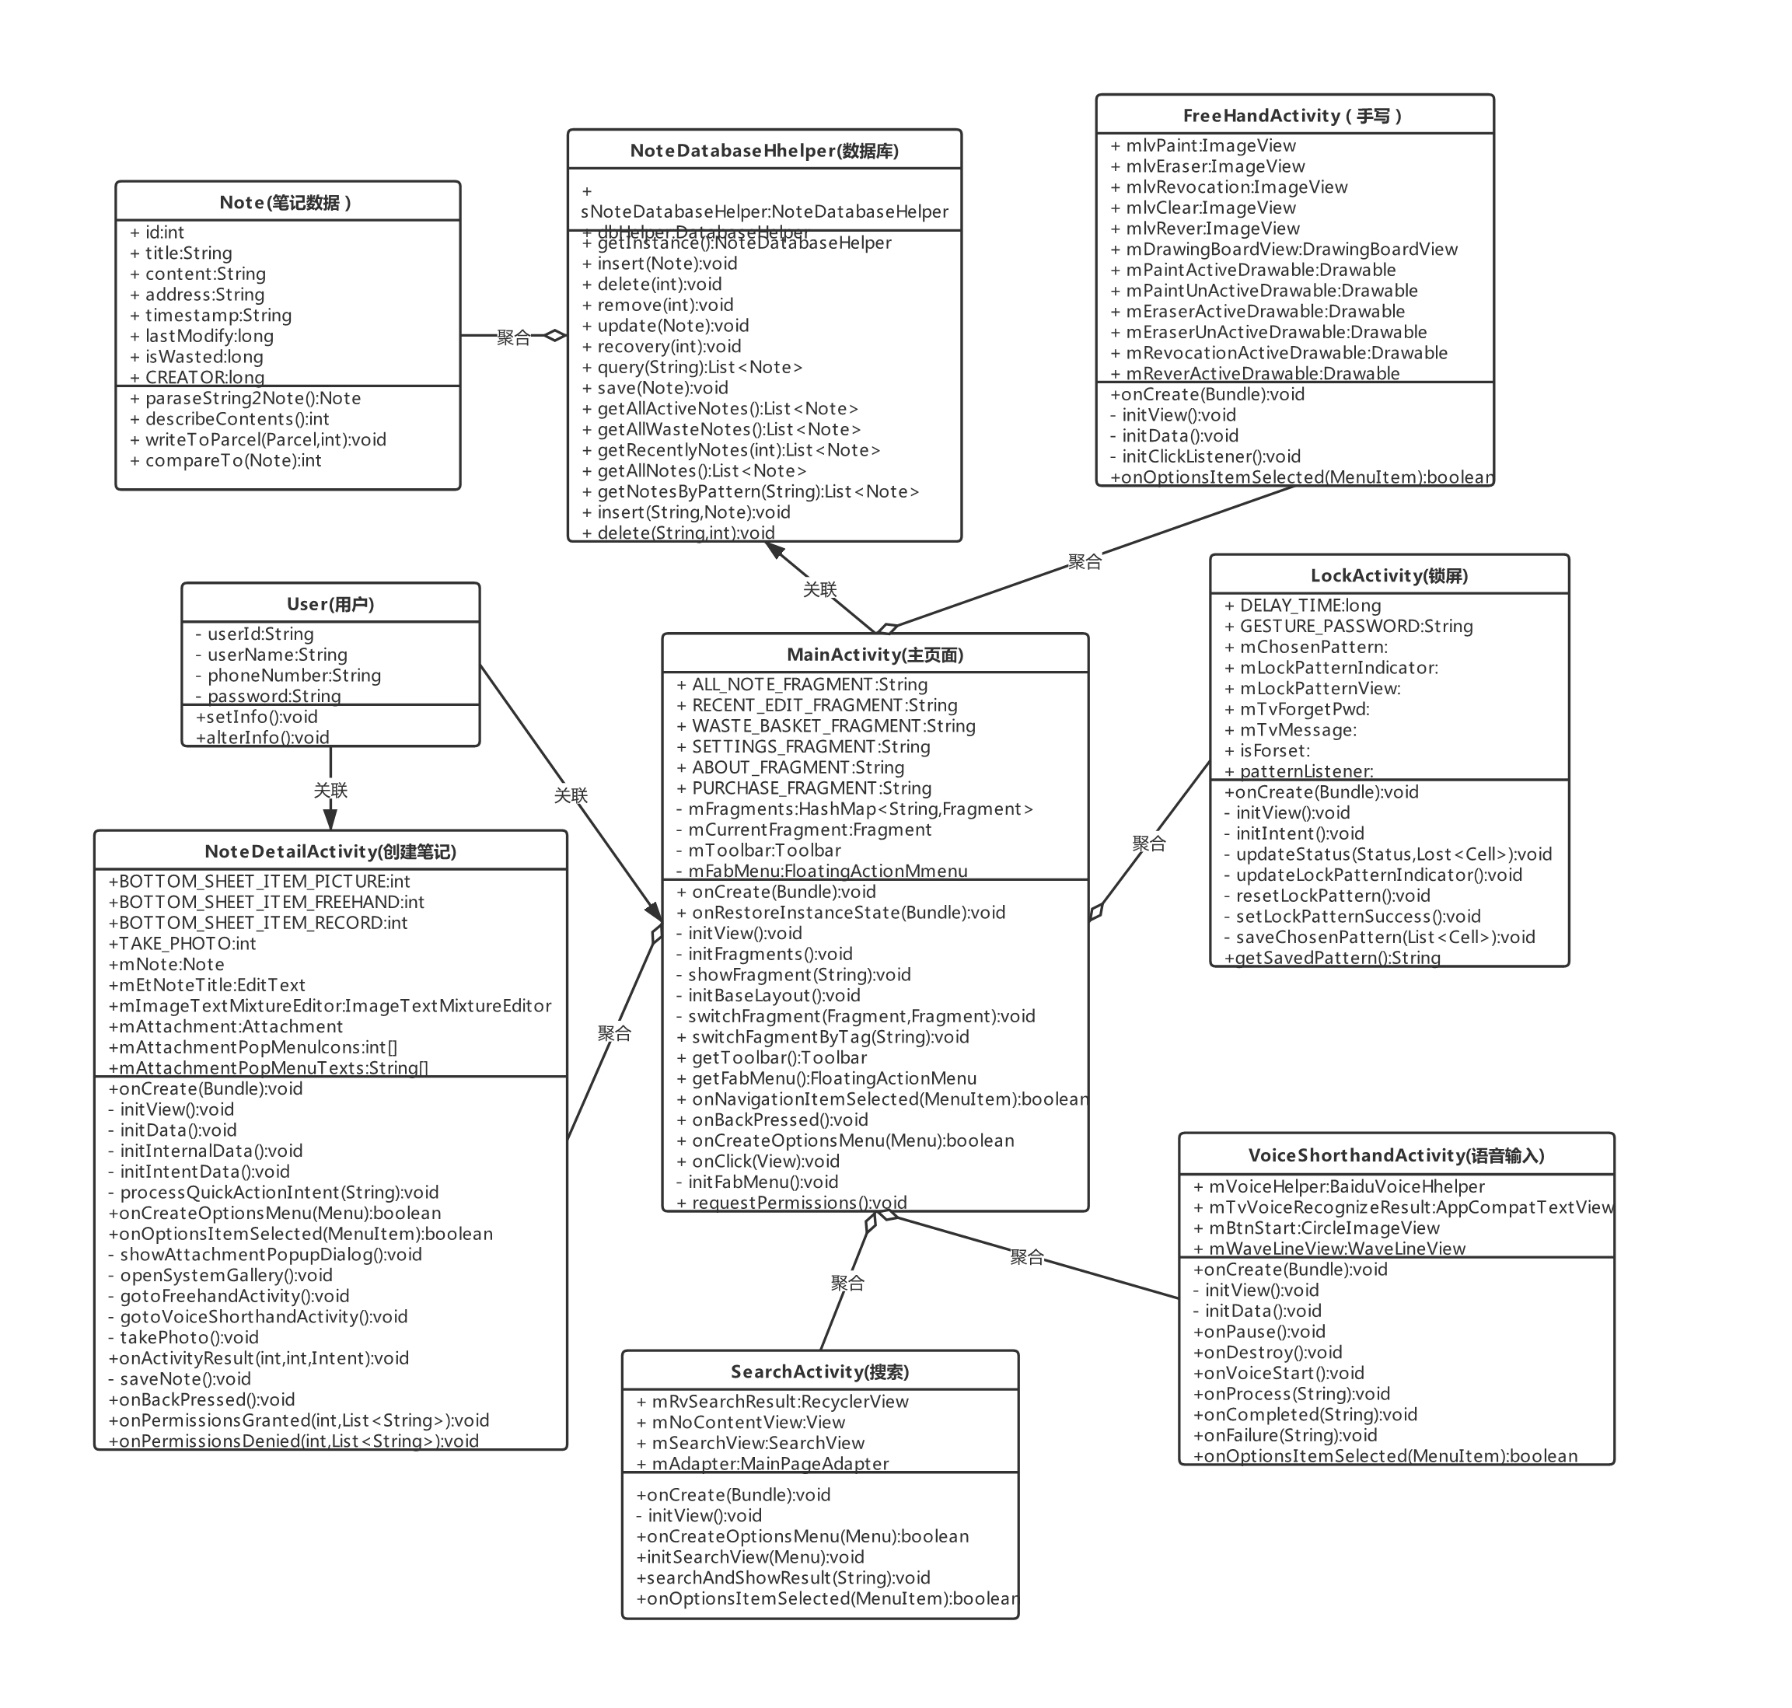 Note(笔记数据 )
+ id:int
+ title:String
+ content:String
+ address:String
+ timestamp:String
+ lastModify:long
+ isWasted:long
+ CREATOR:long
+ paraseString2Note():Note
+ describeContents():int
+ writeToParcel(Parcel,int):void
+ compareTo(Note):int
聚合
NoteDatabaseHhelper(数据库)
+
sNoteDatabaseHelper:NoteDatabaseHelper
+ dbHelper:DatabaseHelper
+ getInstance():NoteDatabaseHelper
+ insert(Note):void
+ delete(int):void
+ remove(int):void
+ update(Note):void
+ recovery(int):void
+ query(String):List<Note>
+ save(Note):void
+ getAllActiveNotes():List<Note>
+ getAllWasteNotes():List<Note>
+ getRecentlyNotes(int):List<Note>
+ getAllNotes():List<Note>
+ getNotesByPattern(String):List<Note>
+ insert(String,Note):void
+ delete(String,int):void
FreeHandActivity ( 手写 )
+ mlvPaint:ImageView
+ mlvEraser:ImageView
+ mlvRevocation:ImageView
+ mlvClear:ImageView
+ mlvRever:ImageView
+ mDrawingBoardView:DrawingBoardView
+ mPaintActiveDrawable:Drawable
+ mPaintUnActiveDrawable:Drawable
+ mEraserActiveDrawable:Drawable
+ mEraserUnActiveDrawable:Drawable
+ mRevocationActiveDrawable:Drawable
+ mReverActiveDrawable:Drawable
+onCreate(Bundle):void
- initView():void
- initData():void
- initClickListener():void
+onOptionsItemSelected(MenuItem):boolean
聚合
关联
User(用户)
- userId:String
- userName:String
- phoneNumber:String
- password:String
+setInfo():void
+alterInfo():void
关联
关联
MainActivity(主页面)
+ ALL_NOTE_FRAGMENT:String
+ RECENT_EDIT_FRAGMENT:String
+ WASTE_BASKET_FRAGMENT:String
+ SETTINGS_FRAGMENT:String
+ ABOUT_FRAGMENT:String
+ PURCHASE_FRAGMENT:String
- mFragments:HashMap<String,Fragment>
- mCurrentFragment:Fragment
- mToolbar:Toolbar
- mFabMenu:FloatingActionMmenu
+ onCreate(Bundle):void
+ onRestoreInstanceState(Bundle):void
- initView():void
- initFragments():void
- showFragment(String):void
- initBaseLayout():void
- switchFragment(Fragment,Fragment):void
+ switchFagmentByTag(String):void
+ getToolbar():Toolbar
+ getFabMenu():FloatingActionMenu
+ onNavigationItemSelected(MenuItem):boolean
+ onBackPressed():void
+ onCreateOptionsMenu(Menu):boolean
+ onClick(View):void
- initFabMenu():void
+ requestPermissions():void
LockActivity(锁屏)
+ DELAY_TIME:long
+ GESTURE_PASSWORD:String
+ mChosenPattern:
+ mLockPatternIndicator:
+ mLockPatternView:
+ mTvForgetPwd:
+ mTvMessage:
+ isForset:
+ patternListener:
+onCreate(Bundle):void
- initView():void
- initIntent():void
- updateStatus(Status,Lost<Cell>):void
- updateLockPatternIndicator():void
- resetLockPattern():void
- setLockPatternSuccess():void
- saveChosenPattern(List<Cell>):void
+getSavedPattern():String
聚合
NoteDetailActivity(创建笔记)
+BOTTOM_SHEET_ITEM_PICTURE:int
+BOTTOM_SHEET_ITEM_FREEHAND:int
+BOTTOM_SHEET_ITEM_RECORD:int
+TAKE_PHOTO:int
+mNote:Note
+mEtNoteTitle:EditText
+mImageTextMixtureEditor:ImageTextMixtureEditor
+mAttachment:Attachment
+mAttachmentPopMenuIcons:int[]
+mAttachmentPopMenuTexts:String[]
+onCreate(Bundle):void
- initView():void
- initData():void
- initInternalData():void
- initIntentData():void
- processQuickActionIntent(String):void
+onCreateOptionsMenu(Menu):boolean
+onOptionsItemSelected(MenuItem):boolean
- showAttachmentPopupDialog():void
- openSystemGallery():void
- gotoFreehandActivity():void
- gotoVoiceShorthandActivity():void
- takePhoto():void
+onActivityResult(int,int,Intent):void
- saveNote():void
+onBackPressed():void
+onPermissionsGranted(int,List<String>):void
+onPermissionsDenied(int,List<String>):void
聚合
聚合
聚合
VoiceShorthandActivity(语音输入)
+ mVoiceHelper:BaiduVoiceHhelper
+ mTvVoiceRecognizeResult:AppCompatTextView
+ mBtnStart:CircleImageView
+ mWaveLineView:WaveLineView
+onCreate(Bundle):void
- initView():void
- initData():void
+onPause():void
+onDestroy():void
+onVoiceStart():void
+onProcess(String):void
+onCompleted(String):void
+onFailure(String):void
+onOptionsItemSelected(MenuItem):boolean
SearchActivity(搜索)
+ mRvSearchResult:RecyclerView
+ mNoContentView:View
+ mSearchView:SearchView
+ mAdapter:MainPageAdapter
+onCreate(Bundle):void
- initView():void
+onCreateOptionsMenu(Menu):boolean
+initSearchView(Menu):void
+searchAndShowResult(String):void
+onOptionsItemSelected(MenuItem):boolean